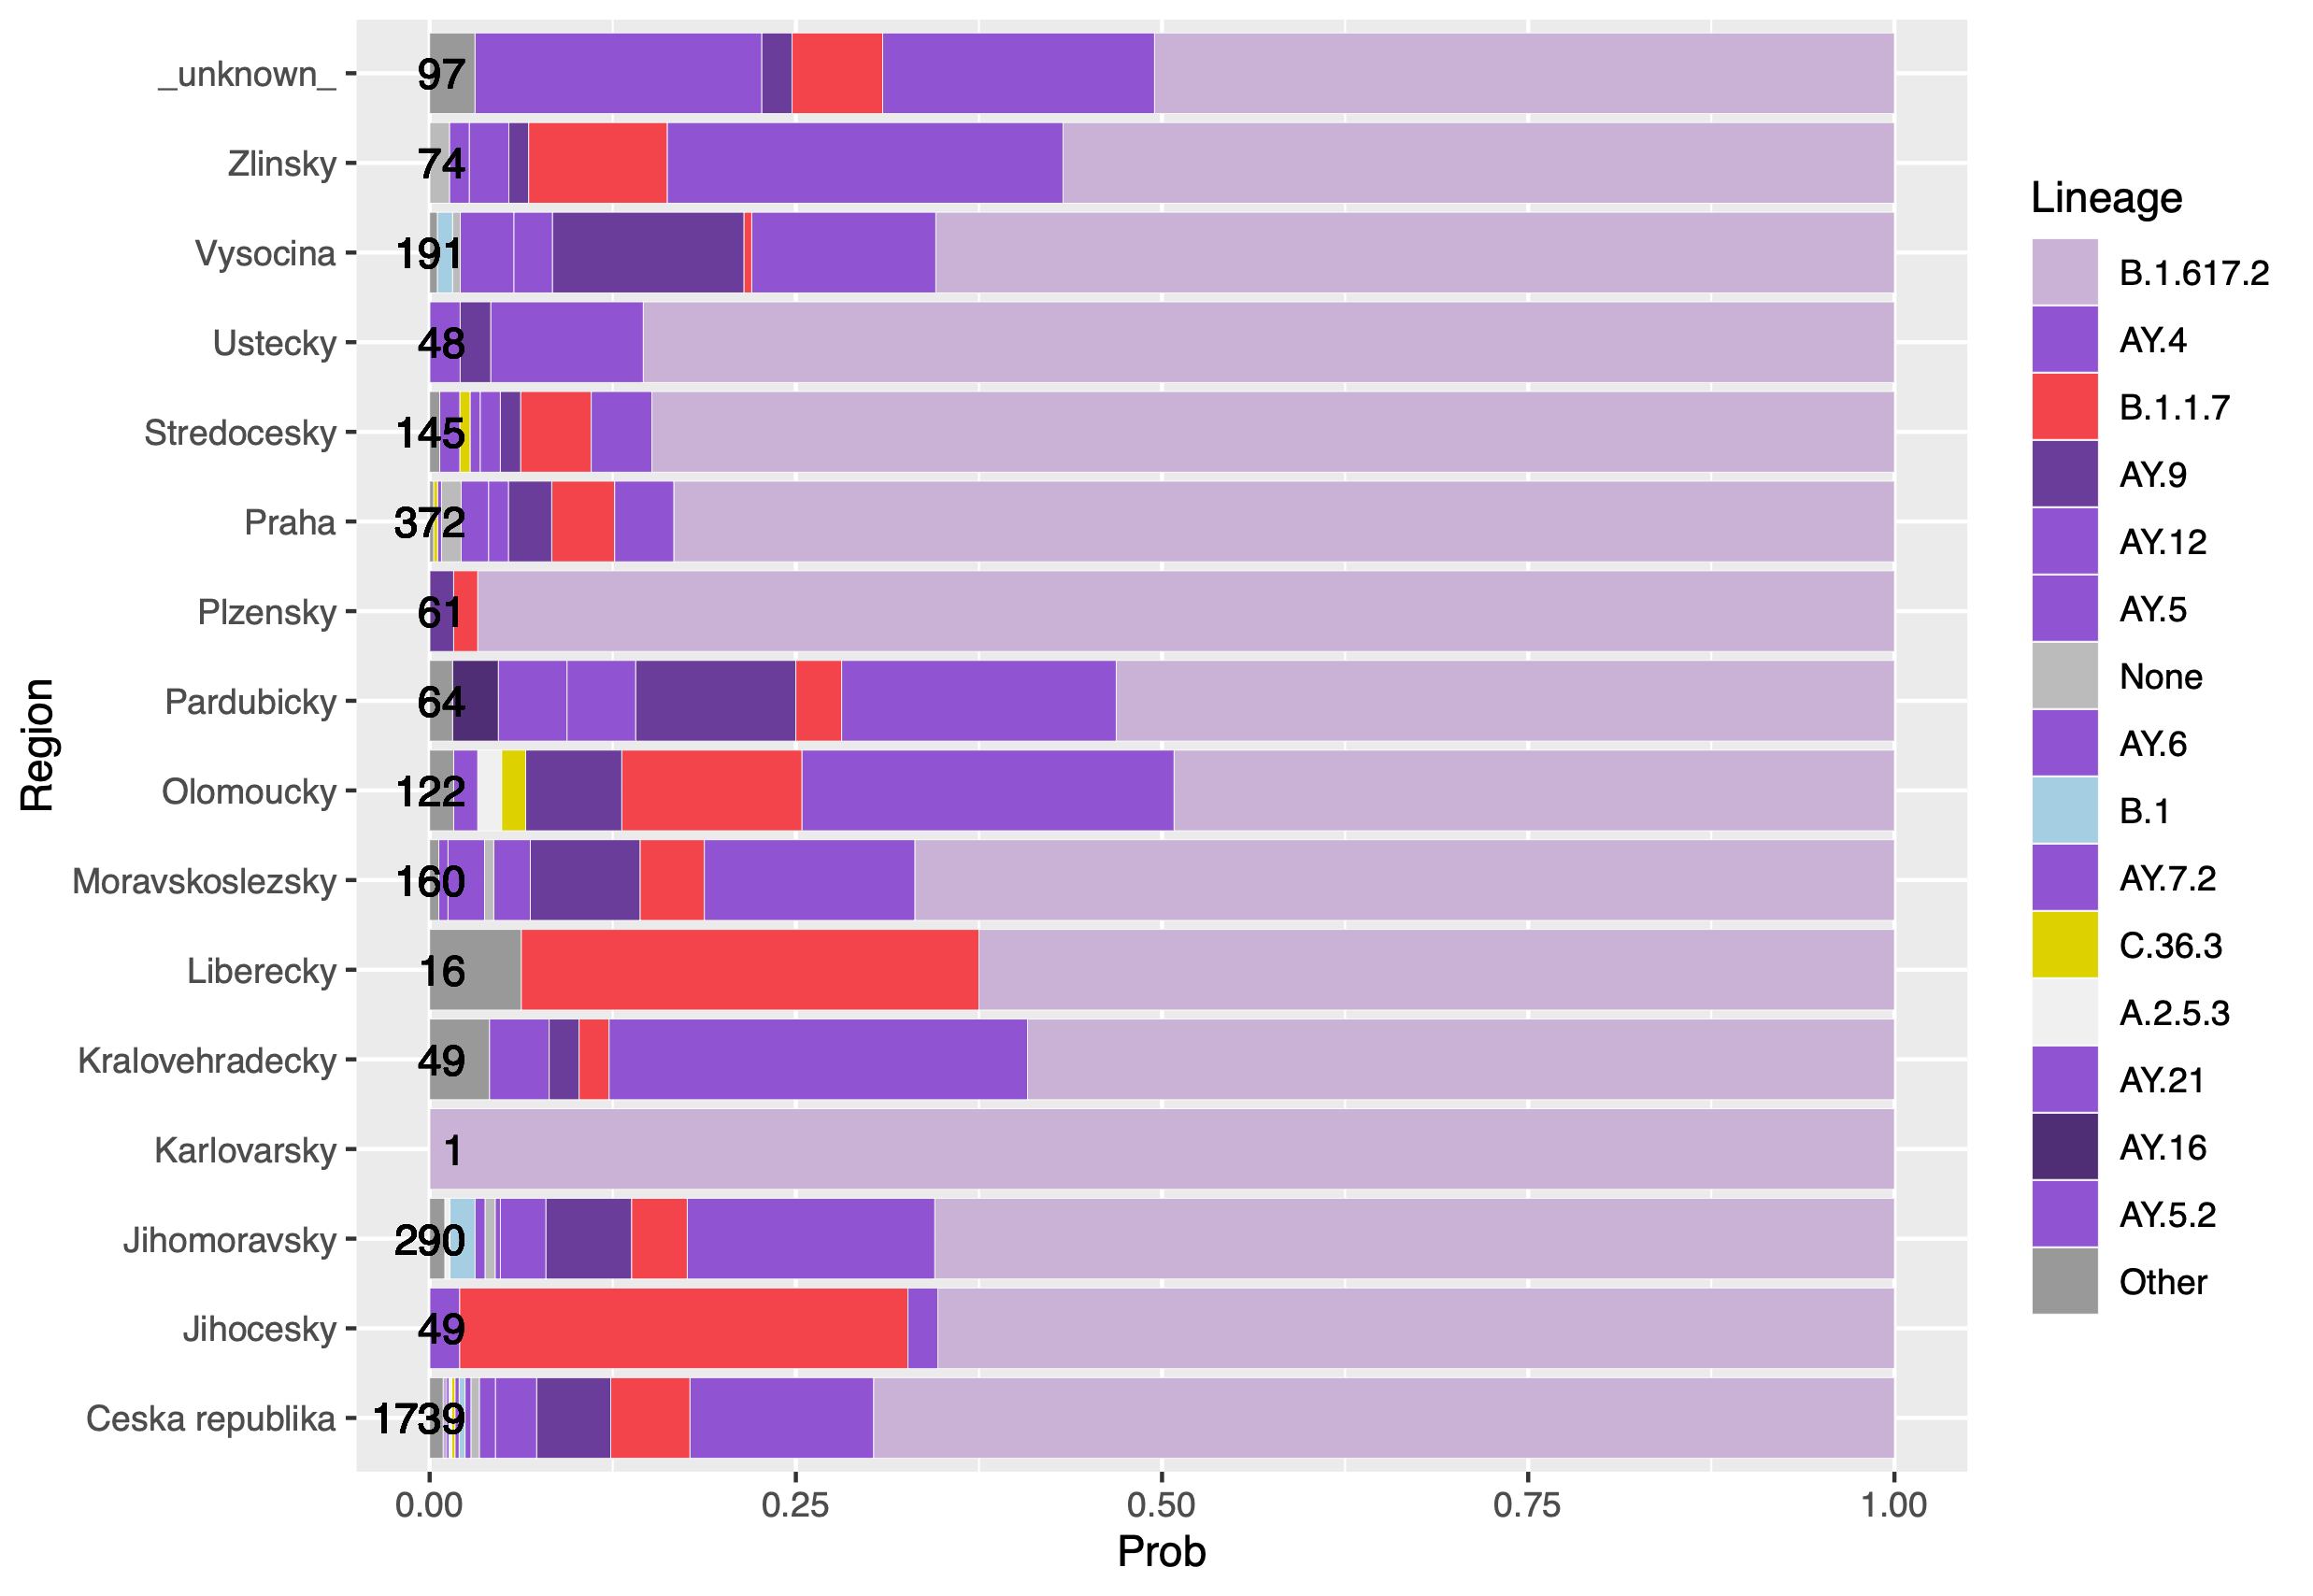 _unknown_ 97
Zlinsky 74
Vysocina 191
Ustecky 48
Stredocesky 145
Praha 372
Plzensky 61
Pardubicky 64
Olomoucky 122
Moravskoslezsky 160
Liberecky 16
Kralovehradecky 49
Karlovarsky 1
Jihomoravsky 290
Jihocesky 49
Ceska republika 1739
Region
0.00 0.25 0.50 0.75 1.00
Prob
Lineage
B.1.617.2
AY.4
B.1.1.7
AY.9
AY.12
AY.5
None
AY.6
B.1
AY.7.2
C.36.3
A.2.5.3
AY.21
AY.16
AY.5.2
Other